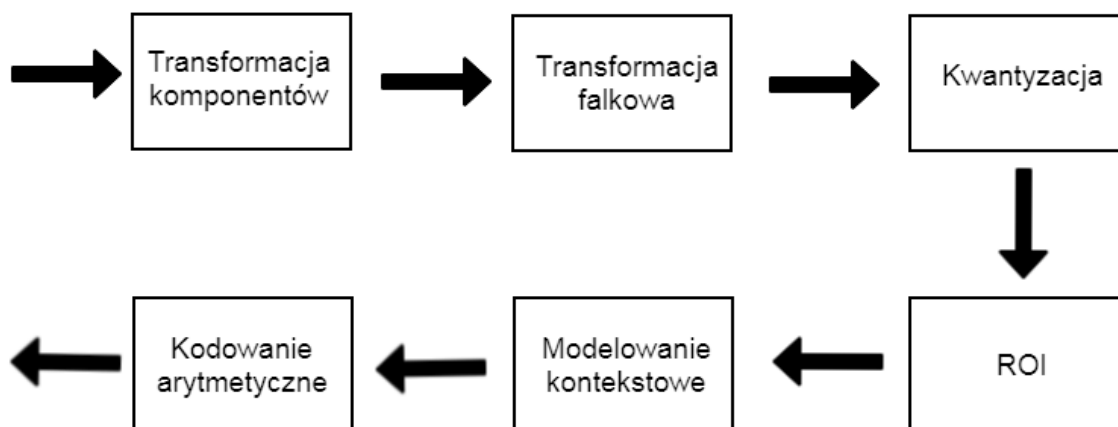 Transformacja
komponentów
Transformacja
falkowa
Kwantyzacja
Kodowanie
arytmetyczne
Modelowanie
kontekstowe
ROI